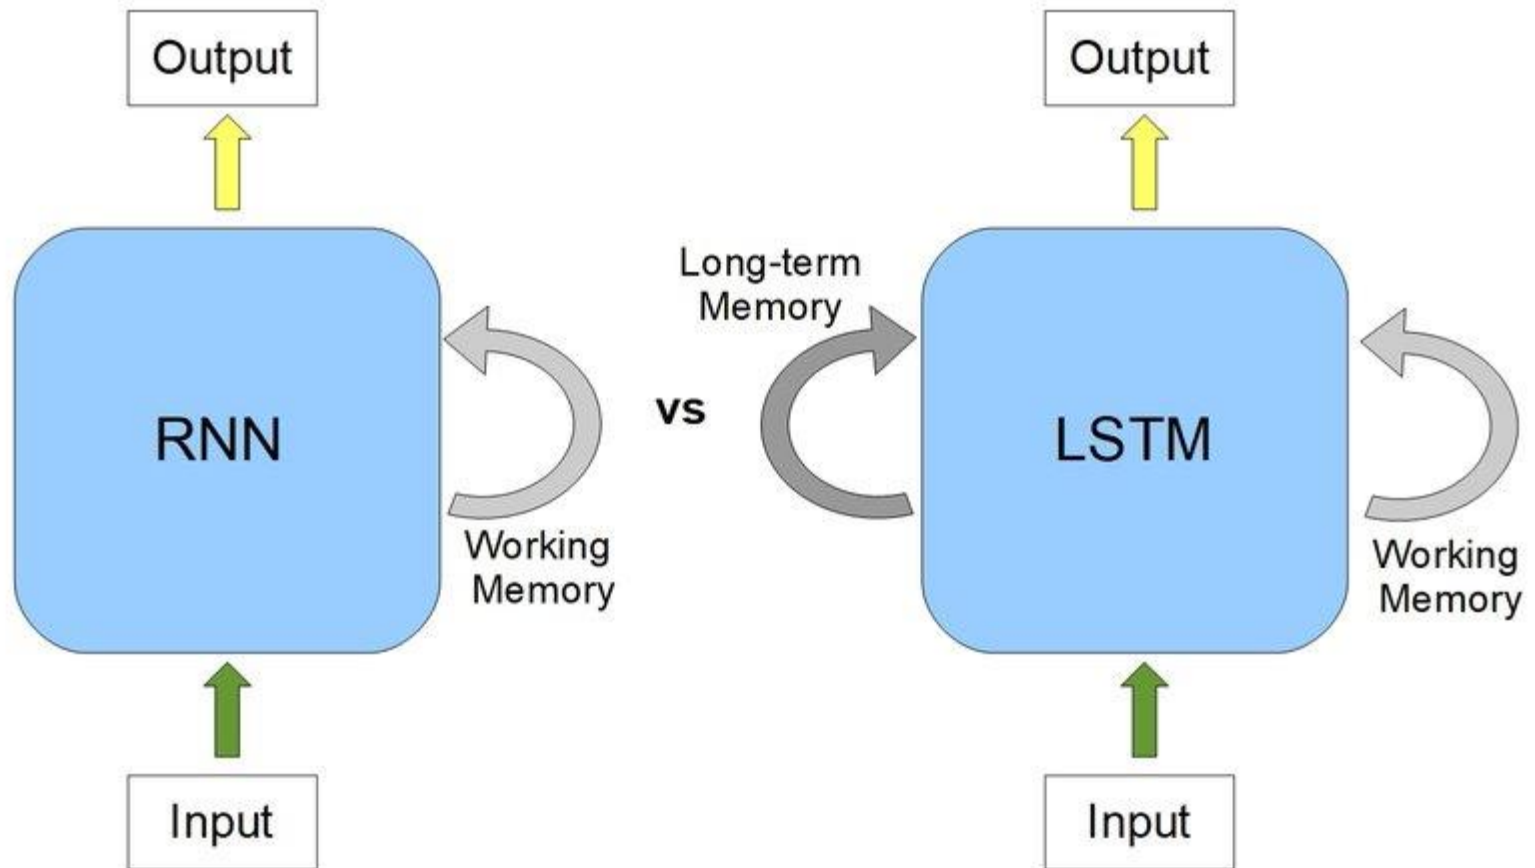 Output
RNN
Working
Memory
Input
vs
Output
Long-term
Memory
LSTM
Working
Memory
Input